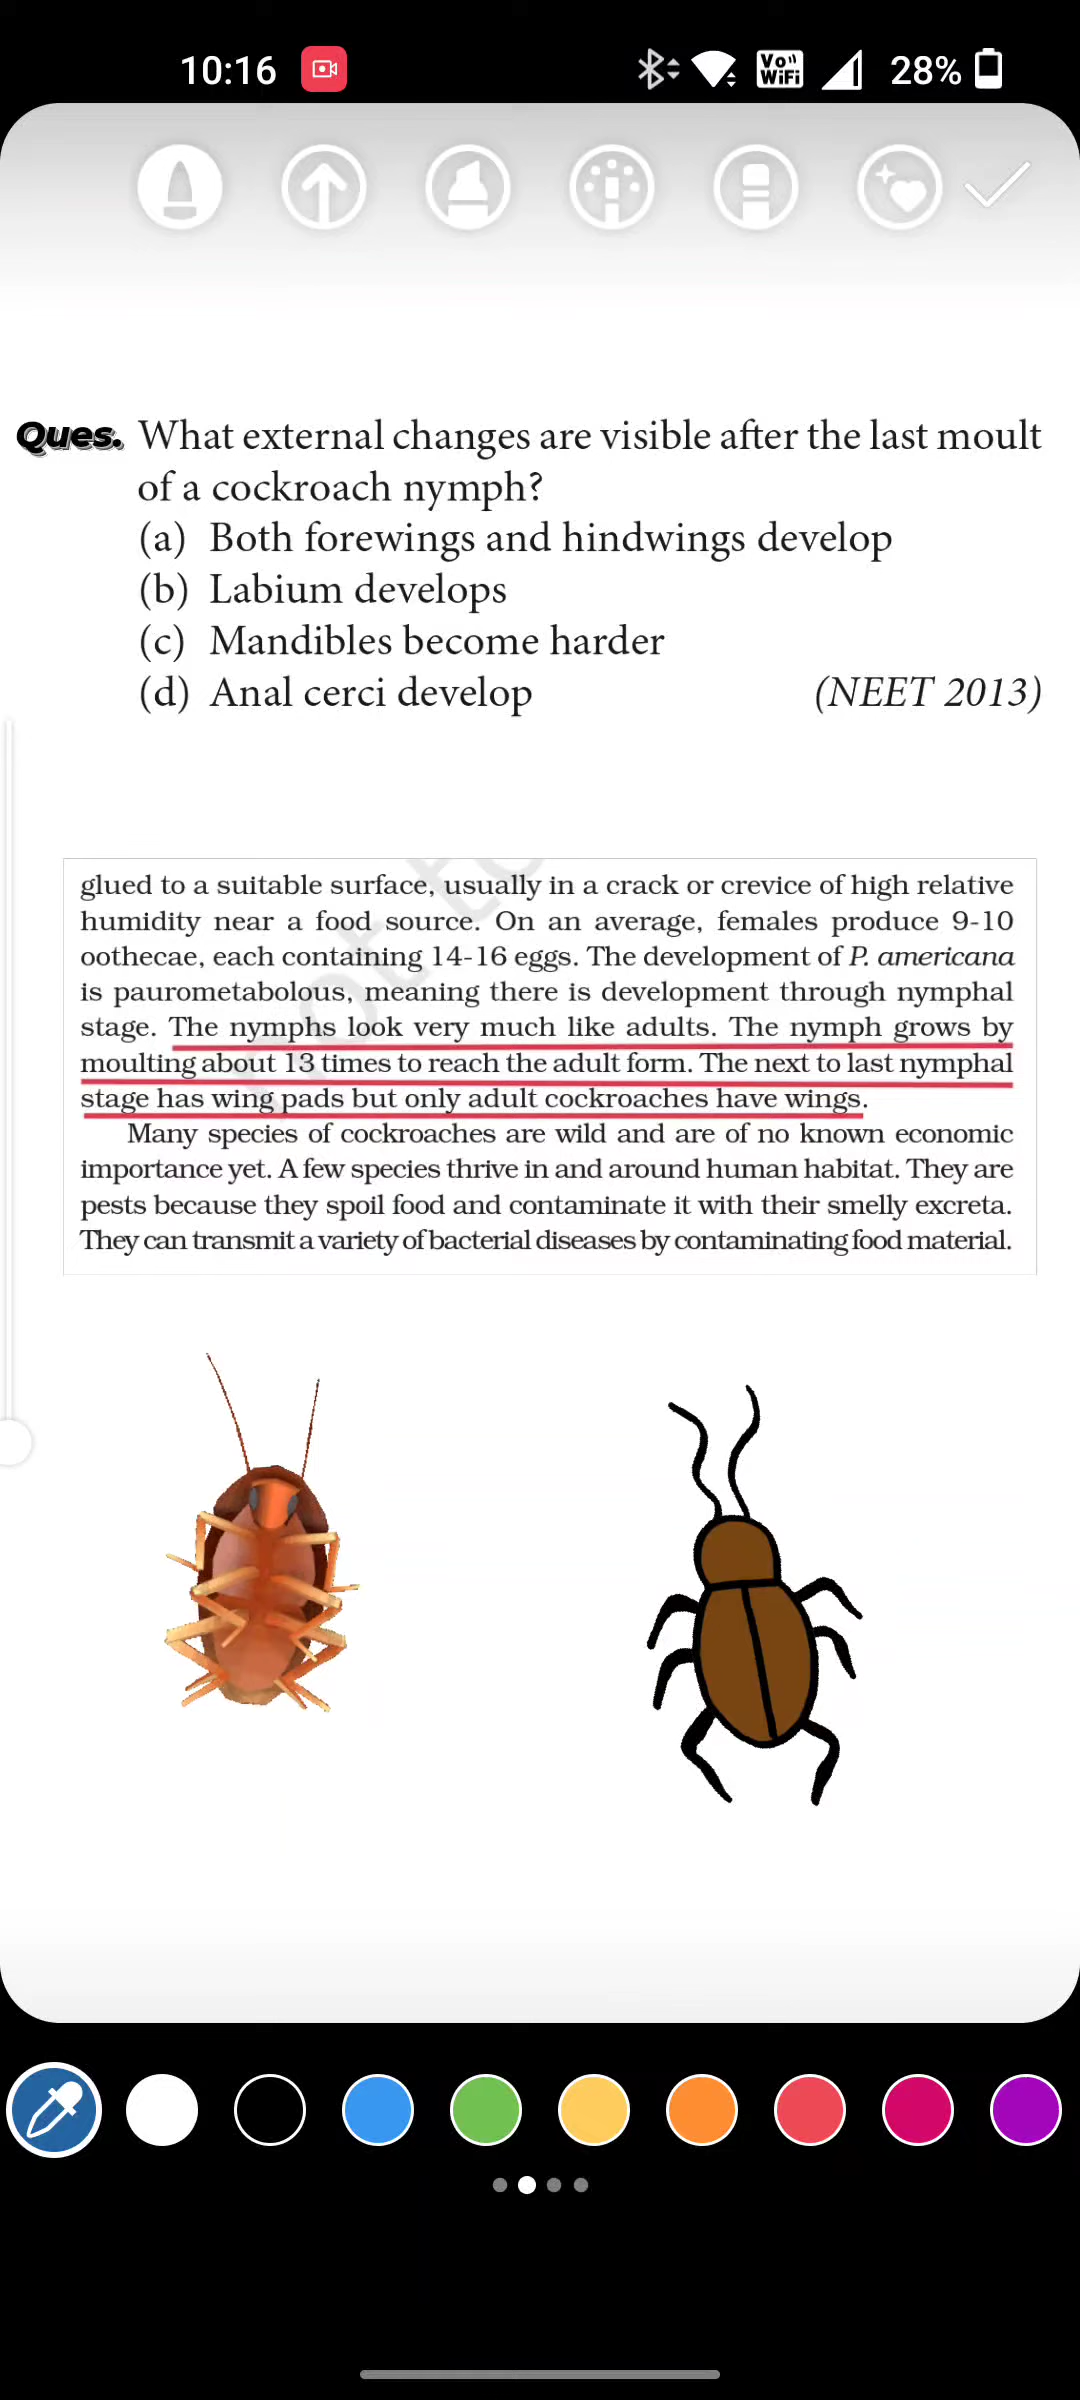 10:16
Vo
WiFi
28%
Ques. What external changes are visible after the last moult
of a cockroach nymph?
(a) Both forewings and hindwings develop
(b) Labium develops
(c) Mandibles become harder
(d) Anal cerci develop (NEET 2013)
not to
glued to a suitable surface, usually in a crack or crevice of high relative
humidity near a food source. On an average, females produce 9-10
oothecae, each containing 14-16 eggs. The development of P. americana
is paurometabolous, meaning there is development through nymphal
stage. The nymphs look very much like adults. The nymph grows by
moulting about 13 times to reach the adult form. The next to last nymphal
stage has wing pads but only adult cockroaches have wings.
Many species of cockroaches are wild and are of no known economic
importance yet. A few species thrive in and around human habitat. They are
pests because they spoil food and contaminate it with their smelly excreta.
They can transmit a variety of bacterial diseases by contaminating food material.